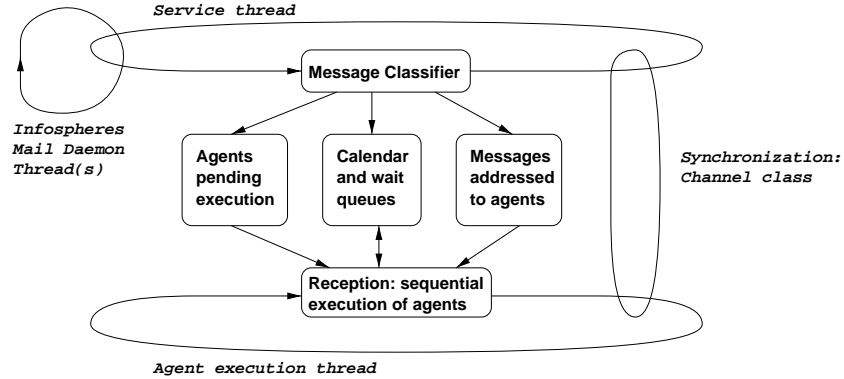 Service thread
Message Classifier
Infospheres
Mail Daemon
Thread(s)
Agents
pending
execution
Calendar
and wait
queues
Messages
addressed
to agents
Synchronization:
Channel class
Reception: sequential
execution of agents
Agent execution thread